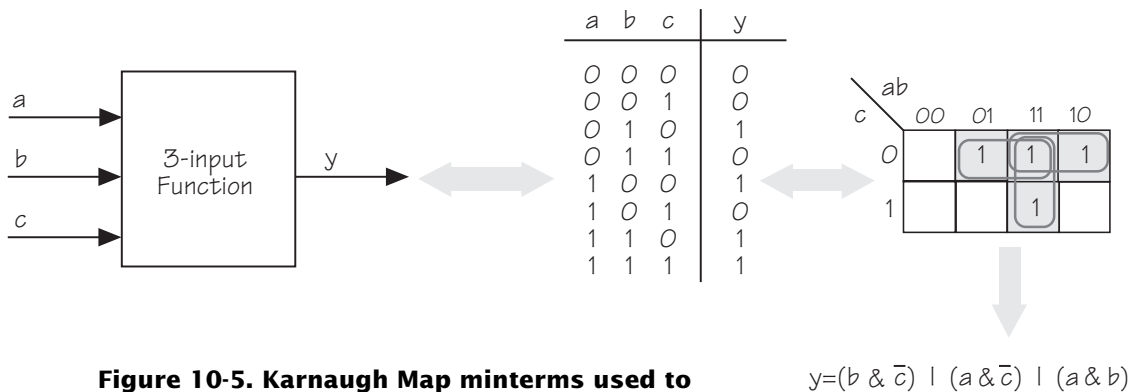 a
b
c
3-input
Function
y
a b c y
0 0 0 0
0 0 1 0
0 1 0 1
0 1 1 0
1 0 0 1
1 0 1 0
1 1 0 1
1 1 1 1
ab
c 00 01 11 10
0 1 1 1
1 1
Figure 10-5. Karnaugh Map minterms used to
y=(b & c̅) | (a & c̅) | (a & b)